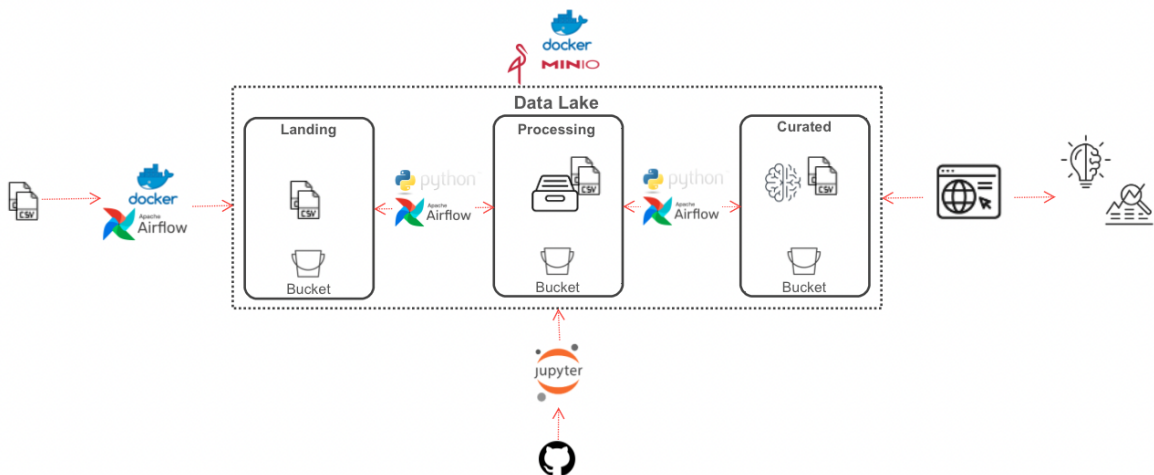 docker
MINIO
Data Lake
Landing
Processing
Curated
CSV
docker
Apache
Airflow
CSV
python
Apache
Airflow
CSV
python
Apache
Airflow
CSV
Bucket
Bucket
Bucket
jupyter